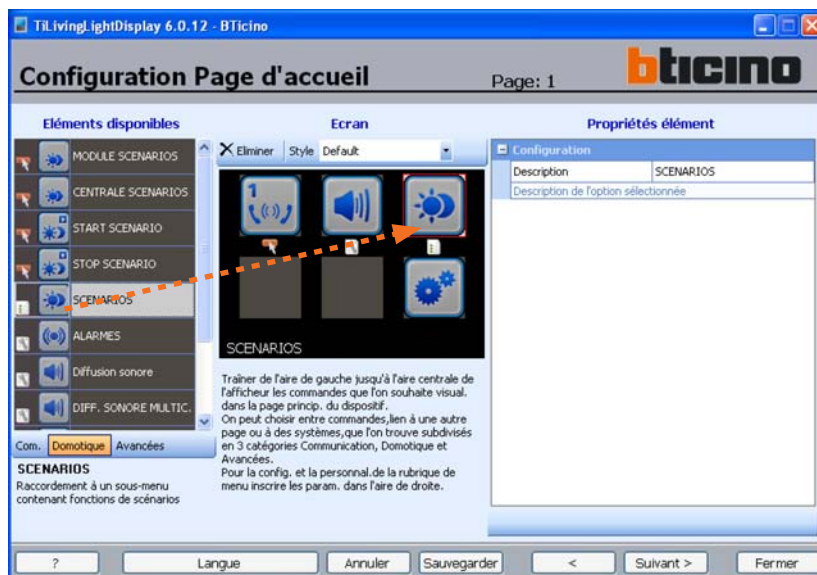 TiLivingLightDisplay 6.0.12 - BTicino
Configuration Page d'accueil
Page: 1
bticino
Eléments disponibles
MODULE SCENARIOS
CENTRALE SCENARIOS
START SCENARIO
STOP SCENARIO
SCENARIOS
ALARMES
Diffusion sonore
DIFF. SONORE MULTIC.
Com. Domotique Avancées
SCENARIOS
Raccordement à un sous-menu
contenant fonctions de scénarios
Ecran
Eliminer Style Default
1
SCENARIOS
Traîner de l'aire de gauche jusqu'à l'aire centrale de
l'afficheur les commandes que l'on souhaite visual.
dans la page princip. du dispositif.
On peut choisir entre commandes,lien à une autre
page ou à des systèmes,que l'on trouve subdivisés
en 3 catégories Communication, Domotique et
Avancées.
Pour la config. et la personnal.de la rubrique de
menu inscrire les param. dans l'aire de droite.
Propriétés élément
Configuration
Description SCENARIOS
Description de l'option sélectionnée
? Langue Annuler Sauvegarder < Suivant > Fermer